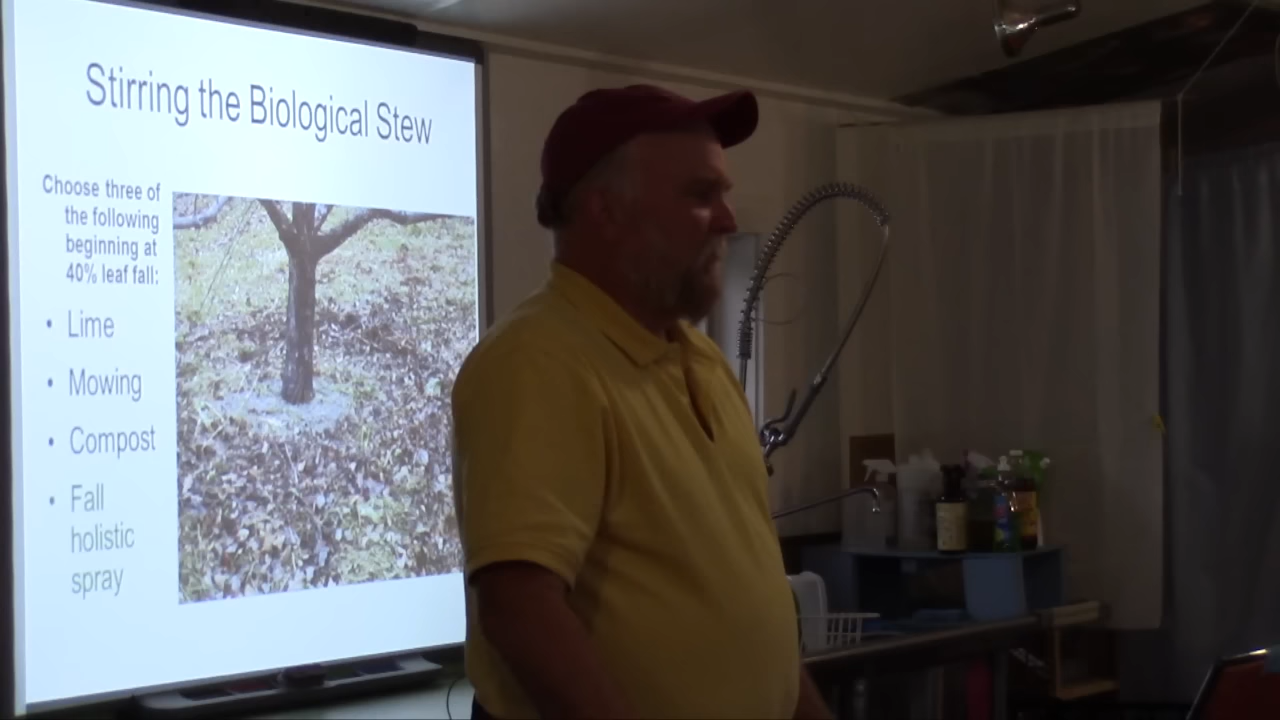 Stirring the Biological Stew
Choose three of
the following
beginning at
40% leaf fall:
• Lime
• Mowing
• Compost
• Fall
holistic
spray